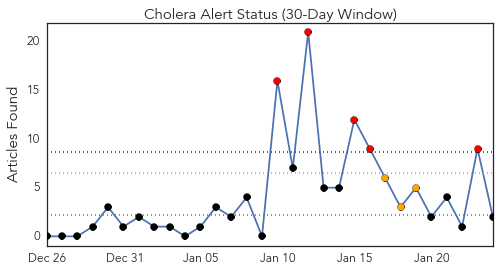 Cholera Alert Status (30-Day Window)
Articles Found
20
15
10
5
0
Dec 26
Dec 31
Jan 05
Jan 10
Jan 15
Jan 20